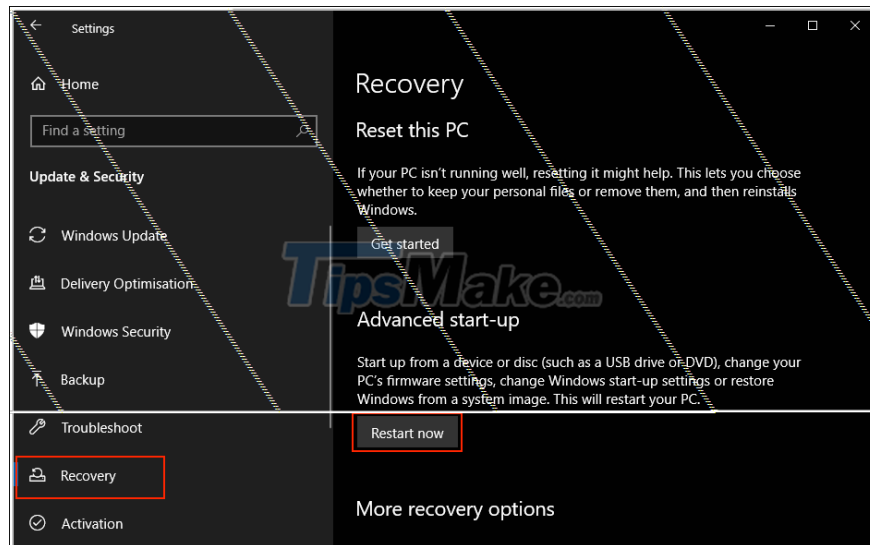 Settings
Home
Find a setting
Update & Security
Windows Update
Delivery Optimisation
Windows Security
Backup
Troubleshoot
Recovery
Activation
Recovery
Reset this PC
If your PC isn't running well, resetting it might help. This lets you choose
whether to keep your personal files or remove them, and then reinstalls
Windows.
Get started
TipsMake.com
Advanced start-up
Start up from a device or disc (such as a USB drive or DVD), change your
PC's firmware settings, change Windows start-up settings or restore
Windows from a system image. This will restart your PC.
Restart now
More recovery options